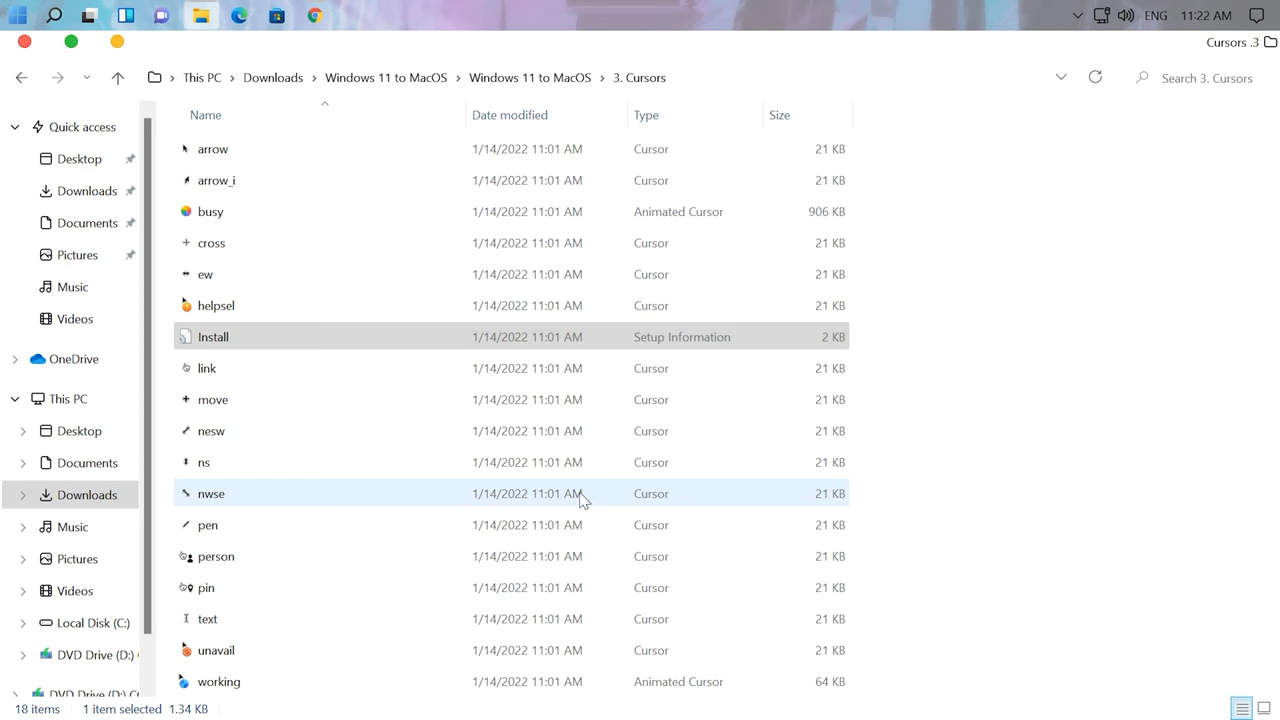 ENG 11:22 AM
Cursors .3
This PC > Downloads > Windows 11 to MacOS > Windows 11 to MacOS > 3. Cursors
Search 3. Cursors
Quick access
Desktop
Downloads
Documents
Pictures
Music
Videos
OneDrive
This PC
Desktop
Documents
Downloads
Music
Pictures
Videos
Local Disk (C:)
DVD Drive (D:)
DVD Drive (D:)
Name Date modified Type Size
arrow 1/14/2022 11:01 AM Cursor 21 KB
arrow_i 1/14/2022 11:01 AM Cursor 21 KB
busy 1/14/2022 11:01 AM Animated Cursor 906 KB
cross 1/14/2022 11:01 AM Cursor 21 KB
ew 1/14/2022 11:01 AM Cursor 21 KB
helpsel 1/14/2022 11:01 AM Cursor 21 KB
Install 1/14/2022 11:01 AM Setup Information 2 KB
link 1/14/2022 11:01 AM Cursor 21 KB
move 1/14/2022 11:01 AM Cursor 21 KB
nesw 1/14/2022 11:01 AM Cursor 21 KB
ns 1/14/2022 11:01 AM Cursor 21 KB
nwse 1/14/2022 11:01 AM Cursor 21 KB
pen 1/14/2022 11:01 AM Cursor 21 KB
person 1/14/2022 11:01 AM Cursor 21 KB
pin 1/14/2022 11:01 AM Cursor 21 KB
text 1/14/2022 11:01 AM Cursor 21 KB
unavail 1/14/2022 11:01 AM Cursor 21 KB
working 1/14/2022 11:01 AM Animated Cursor 64 KB
18 items 1 item selected 1.34 KB